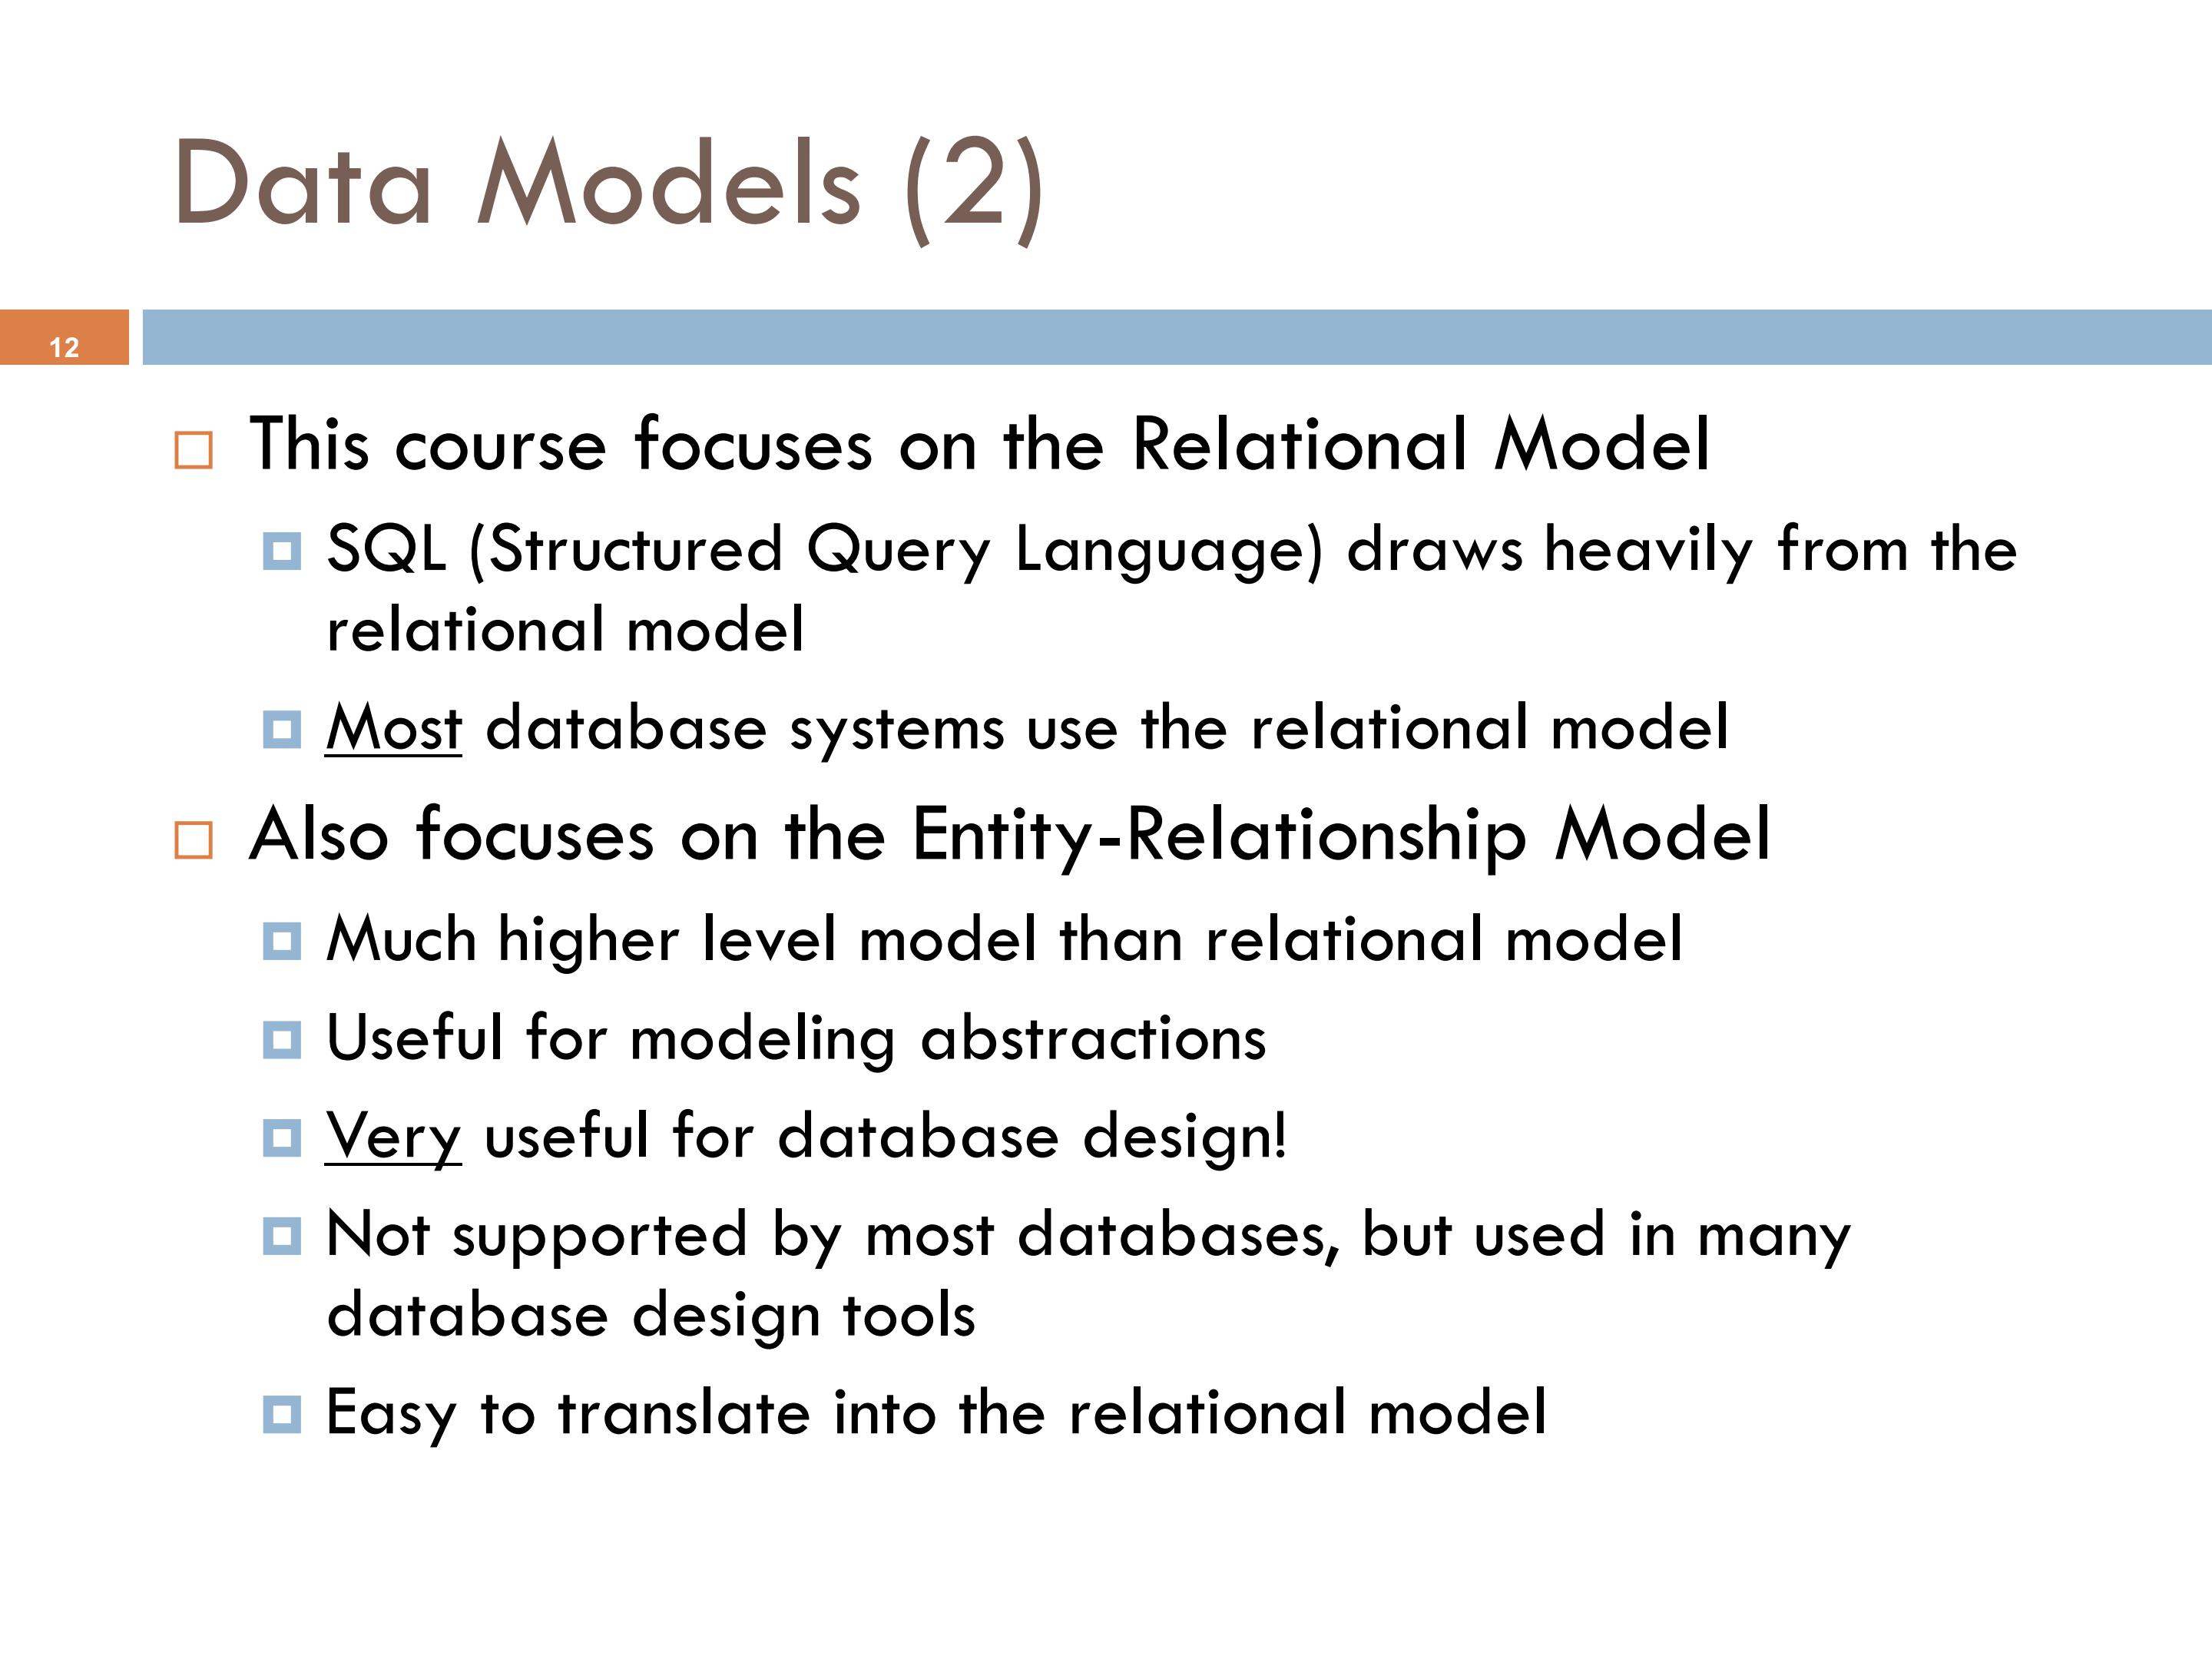 Data Models (2)
12
This course focuses on the Relational Model
SQL (Structured Query Language) draws heavily from the
relational model
Most database systems use the relational model
Also focuses on the Entity-Relationship Model
Much higher level model than relational model
Useful for modeling abstractions
Very useful for database design!
Not supported by most databases, but used in many
database design tools
Easy to translate into the relational model